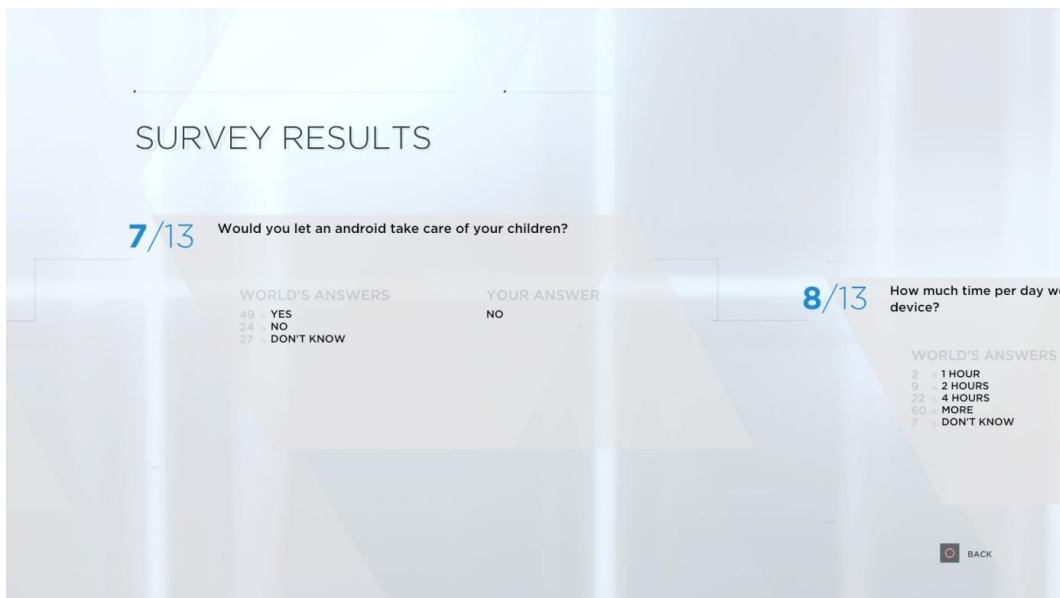 SURVEY RESULTS
7/13 Would you let an android take care of your children?
WORLD'S ANSWERS YOUR ANSWER
49 % YES NO
24 % NO
27 % DON'T KNOW
8/13 How much time per day
device?
WORLD'S ANSWERS
2 % 1 HOUR
9 % 2 HOURS
22 % 4 HOURS
60 % MORE
7 % DON'T KNOW
BACK